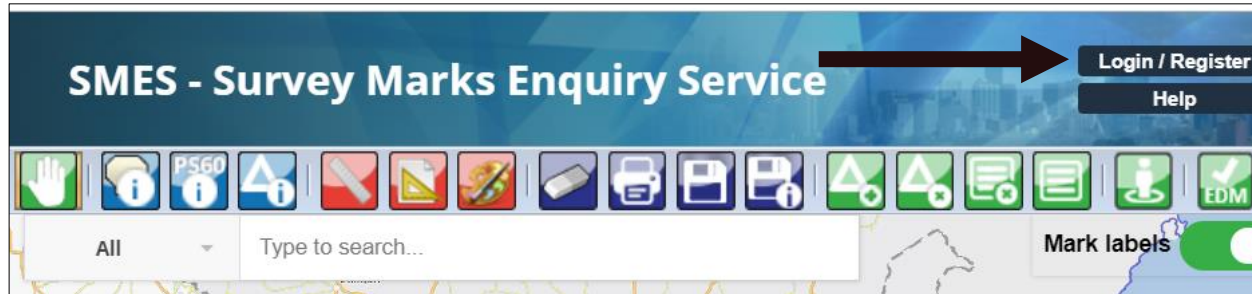 SMES - Survey Marks Enquiry Service
Login / Register
Help
PS60
EDM
All
Type to search...
Mark labels